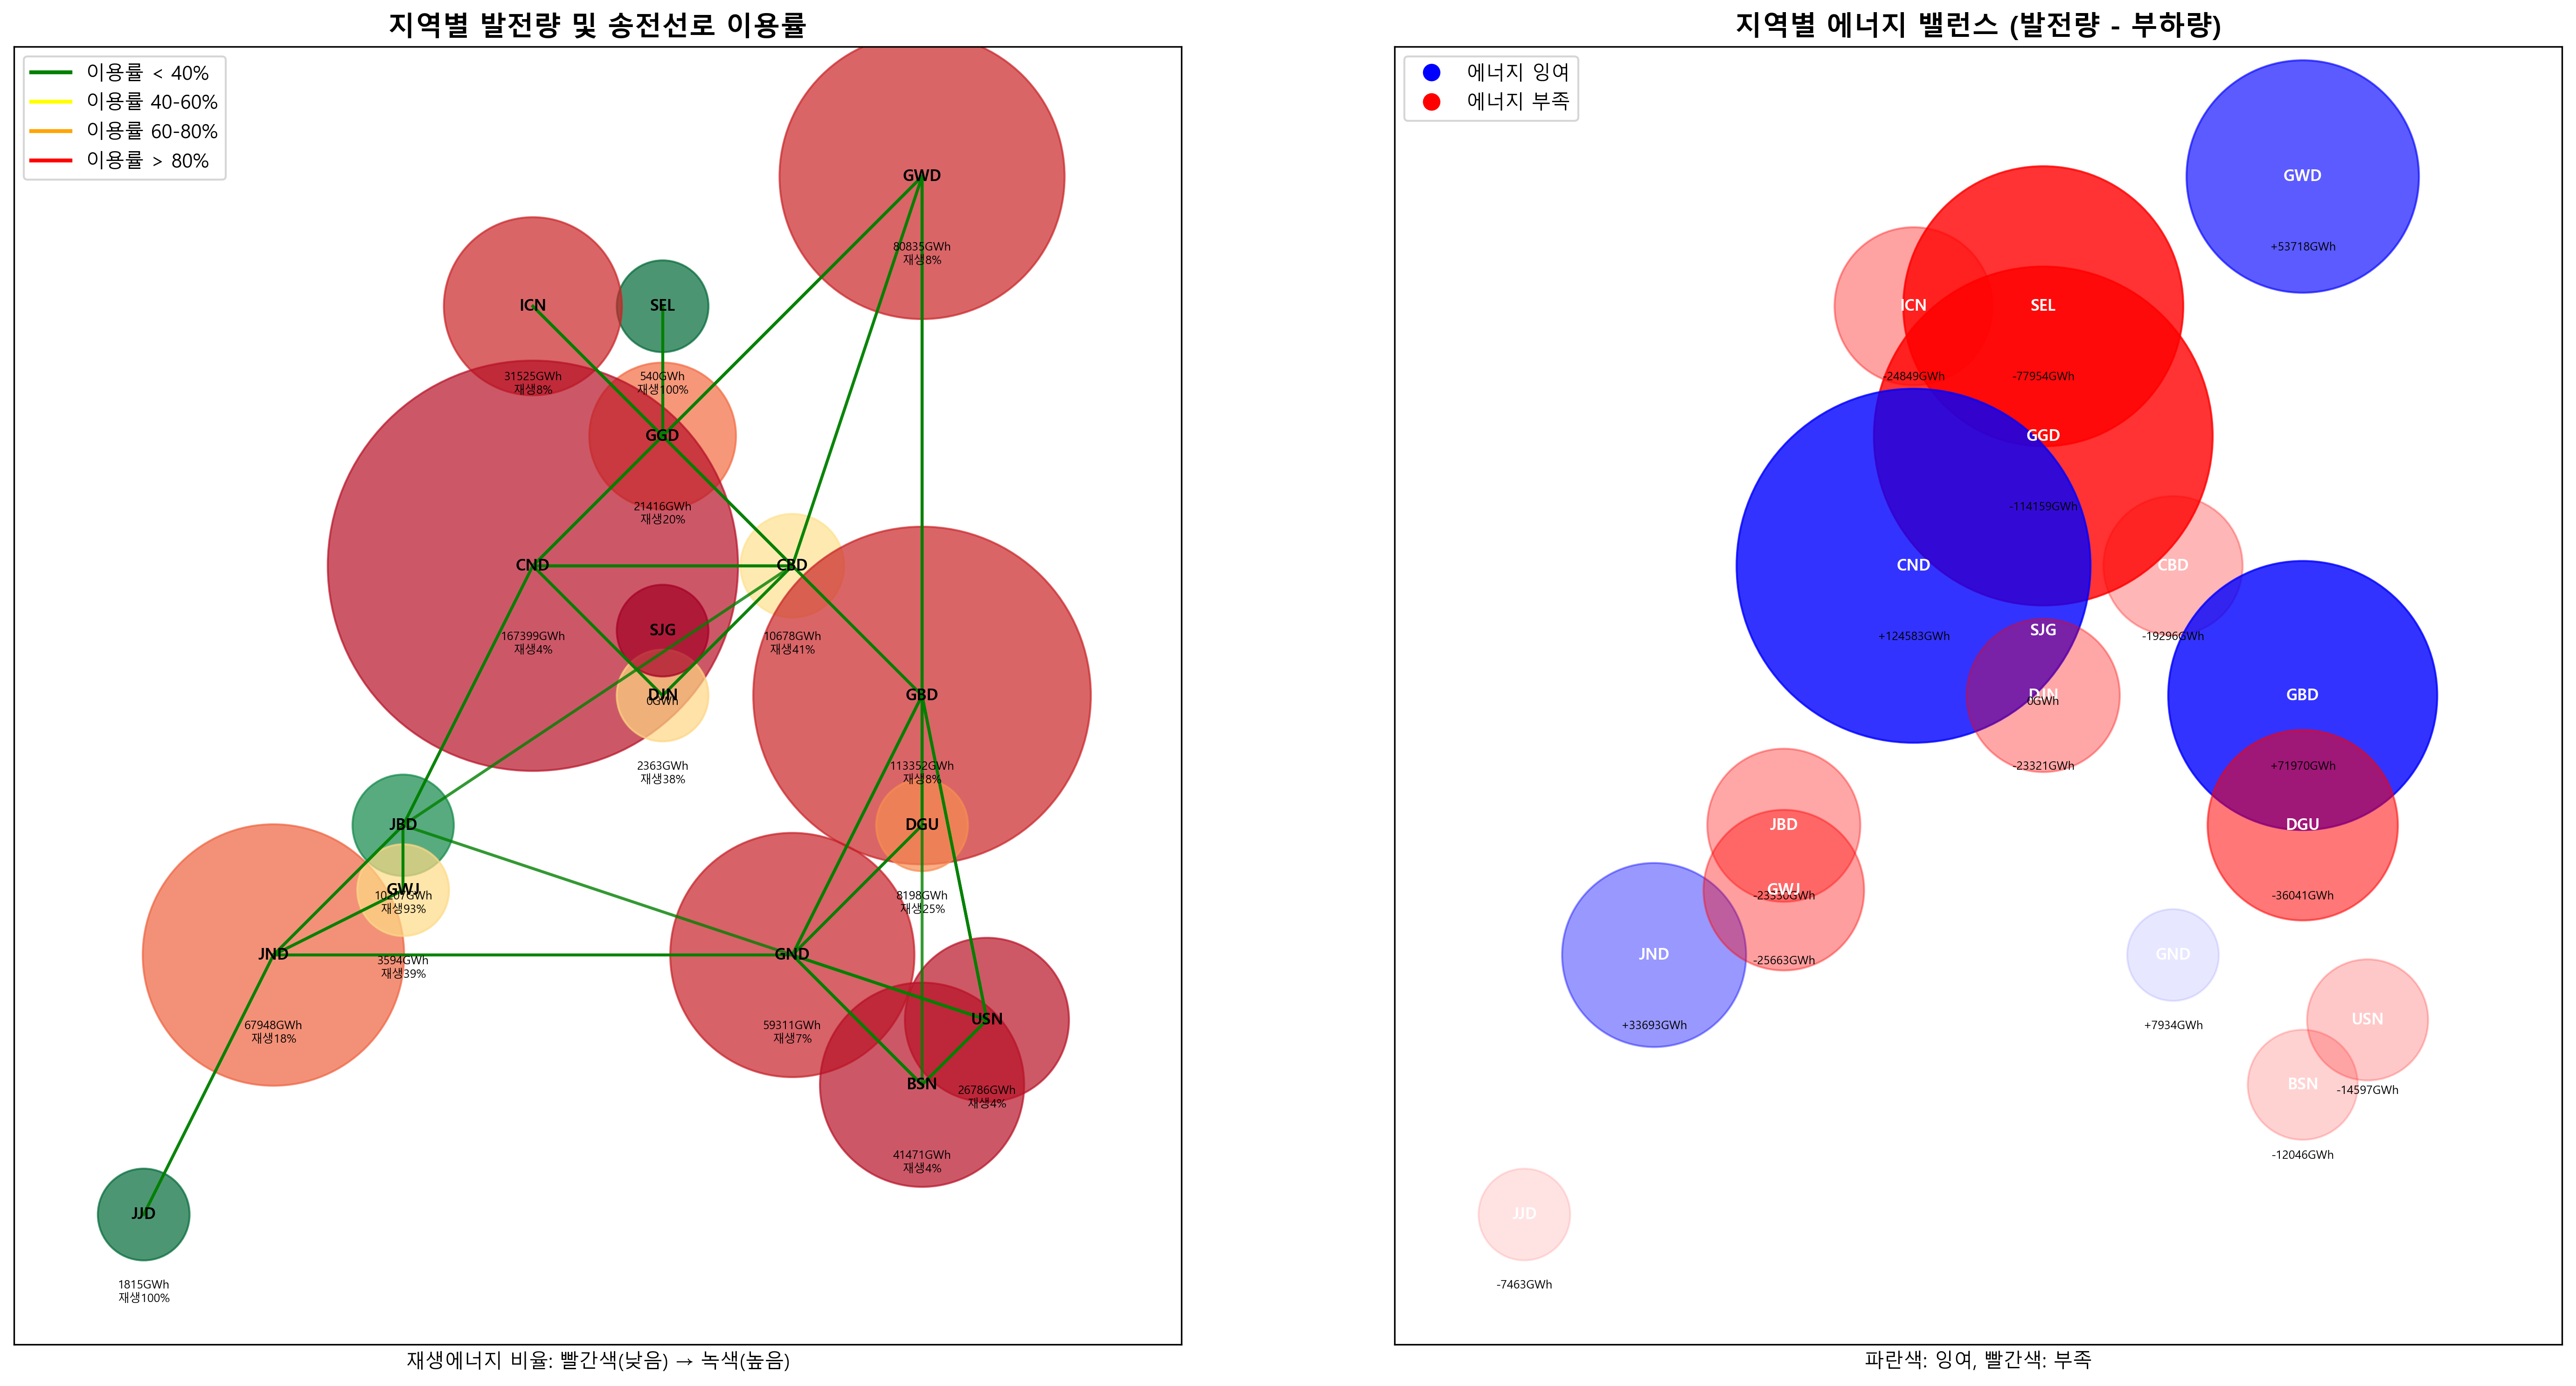 지역별 발전량 및 송전선로 이용률
이용률 < 40%
이용률 40-60%
이용률 60-80%
이용률 > 80%
GWD
80835GWh
재생8%
ICN
SEL
31525GWh
재생8%
540GWh
재생100%
GGD
21416GWh
재생20%
CND
CBD
167399GWh
재생4%
SJG
10678GWh
재생41%
DJN
0GWh
GBD
2363GWh
재생38%
113352GWh
재생8%
JBD
DGU
GWJ
10207GWh
재생93%
8198GWh
재생25%
JND
3594GWh
재생39%
GND
67948GWh
재생18%
59311GWh
재생7%
USN
BSN
26786GWh
재생4%
41471GWh
재생4%
JJD
1815GWh
재생100%
재생에너지 비율: 빨간색(낮음) → 녹색(높음)
지역별 에너지 밸런스 (발전량 - 부하량)
에너지 잉여
에너지 부족
GWD
+53718GWh
ICN
SEL
-24849GWh
-77954GWh
GGD
-114159GWh
CND
CBD
SJG
+124583GWh
-19296GWh
DJN
0GWh
GBD
-23321GWh
+71970GWh
JBD
DGU
GWJ
-23330GWh
-36041GWh
JND
-25663GWh
GND
+33693GWh
+7934GWh
USN
BSN
-14597GWh
-12046GWh
JJD
-7463GWh
파란색: 잉여, 빨간색: 부족